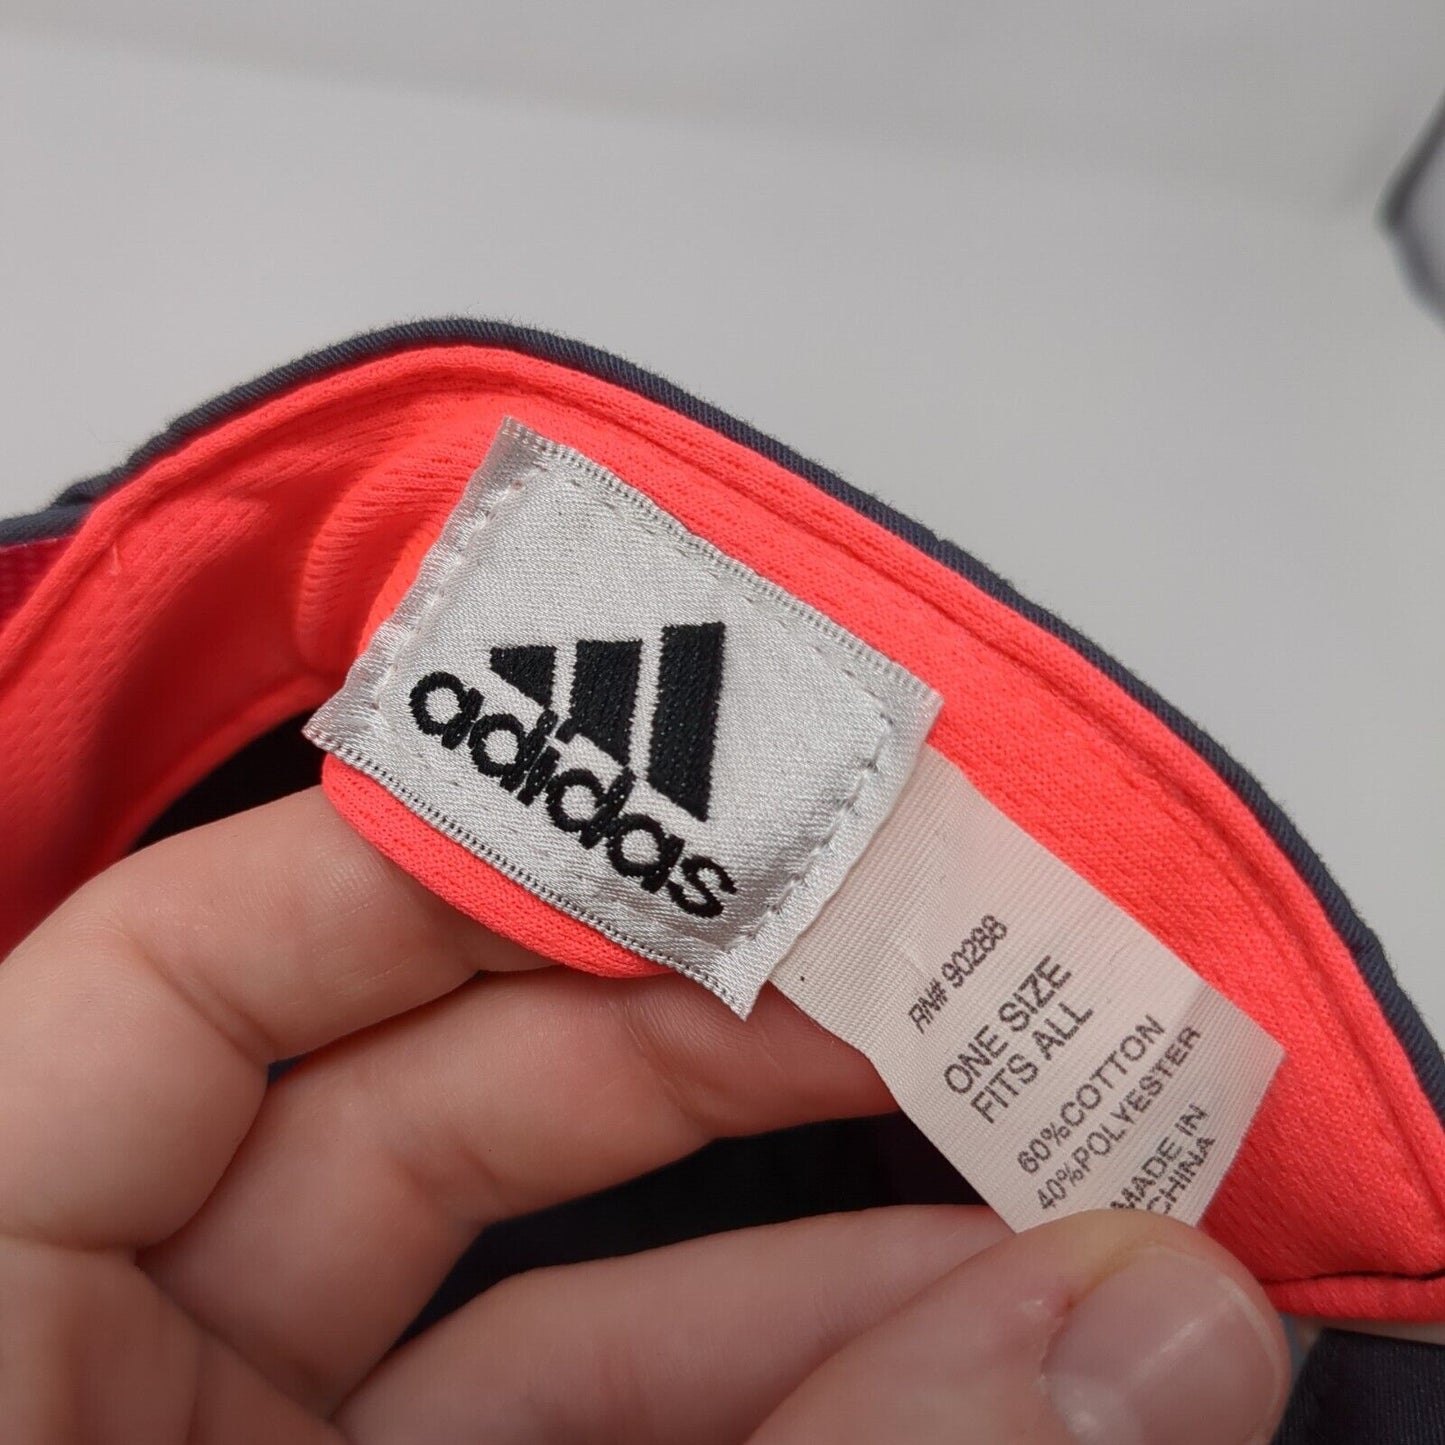 adidas
RN# 90288
ONE SIZE
FITS ALL
60%COTTON
40%POLYESTER
MADE IN
CHINA